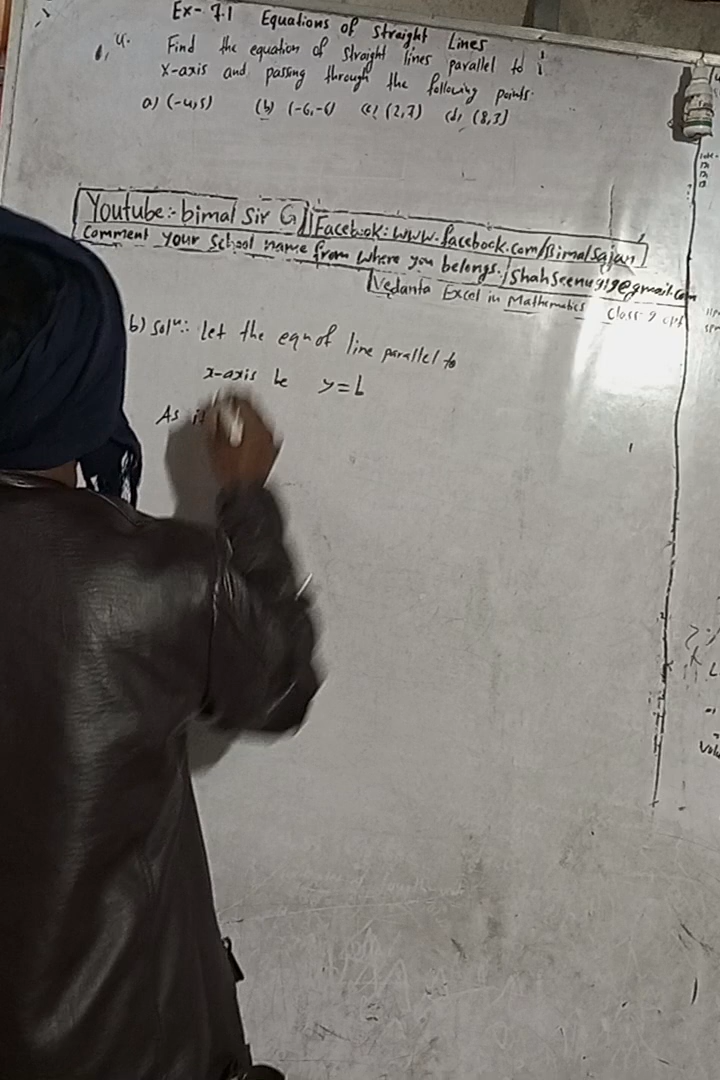 Ex- 7.1 Equations of Straight Lines
4. Find the equation of straight lines parallel to
X-axis and passing through the following points.
a) (-4,5) (b) (-6,-6) (c) (2,7) (d) (8,3)
Youtube:- bimal Sir G Facebook: www.facebook.com/Bimalsajan
Comment your School name from where you belongs. Shahseenu919@gmail.com
Vedanta Excel in Mathematics Class-9 opt
b) Solⁿ: Let the eqn of line parallel to
x-axis be y=b
As it